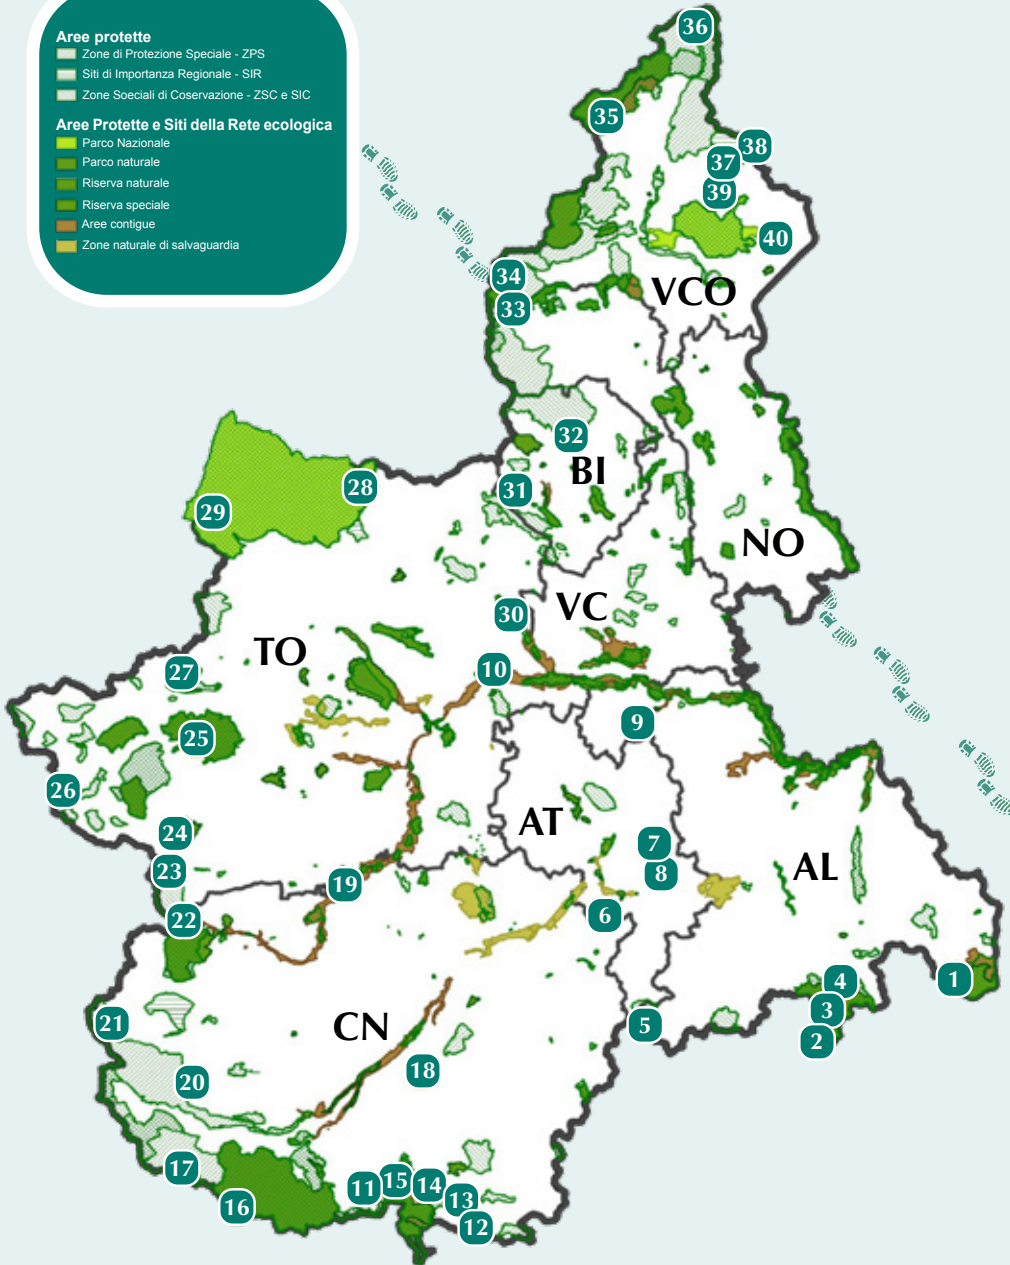 Aree protette
Zone di Protezione Speciale - ZPS
Siti di Importanza Regionale - SIR
Zone Soeciali di Coservazione - ZSC e SIC
Aree Protette e Siti della Rete ecologica
Parco Nazionale
Parco naturale
Riserva naturale
Riserva speciale
Aree contigue
Zone naturale di salvaguardia
36
35
38
37
39
40
34
VCO
33
32
BI
31
28
29
NO
VC
30
TO
10
27
9
25
26
AT
24
7
AL
23
8
19
6
22
1
4
3
21
CN
5
2
18
20
17
15
14
11
13
16
12